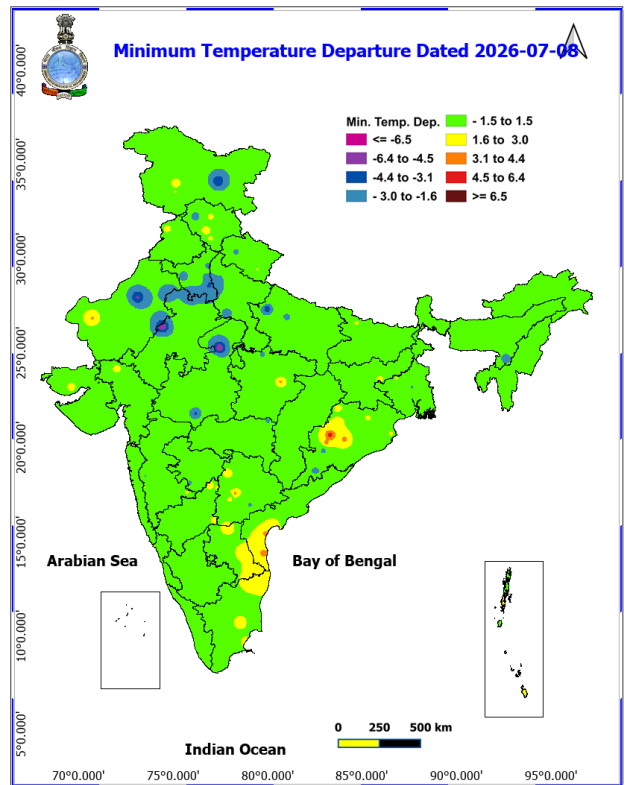 Minimum Temperature Departure Dated 2026-07-08
Min. Temp. Dep.
<= -6.5
-6.4 to -4.5
-4.4 to -3.1
- 3.0 to -1.6
- 1.5 to 1.5
1.6 to 3.0
3.1 to 4.4
4.5 to 6.4
>= 6.5
40°0.000'
35°0.000'
30°0.000'
25°0.000'
20°0.000'
15°0.000'
10°0.000'
5°0.000'
Arabian Sea
Bay of Bengal
Indian Ocean
0 250 500 km
70°0.000' 75°0.000' 80°0.000' 85°0.000' 90°0.000' 95°0.000'